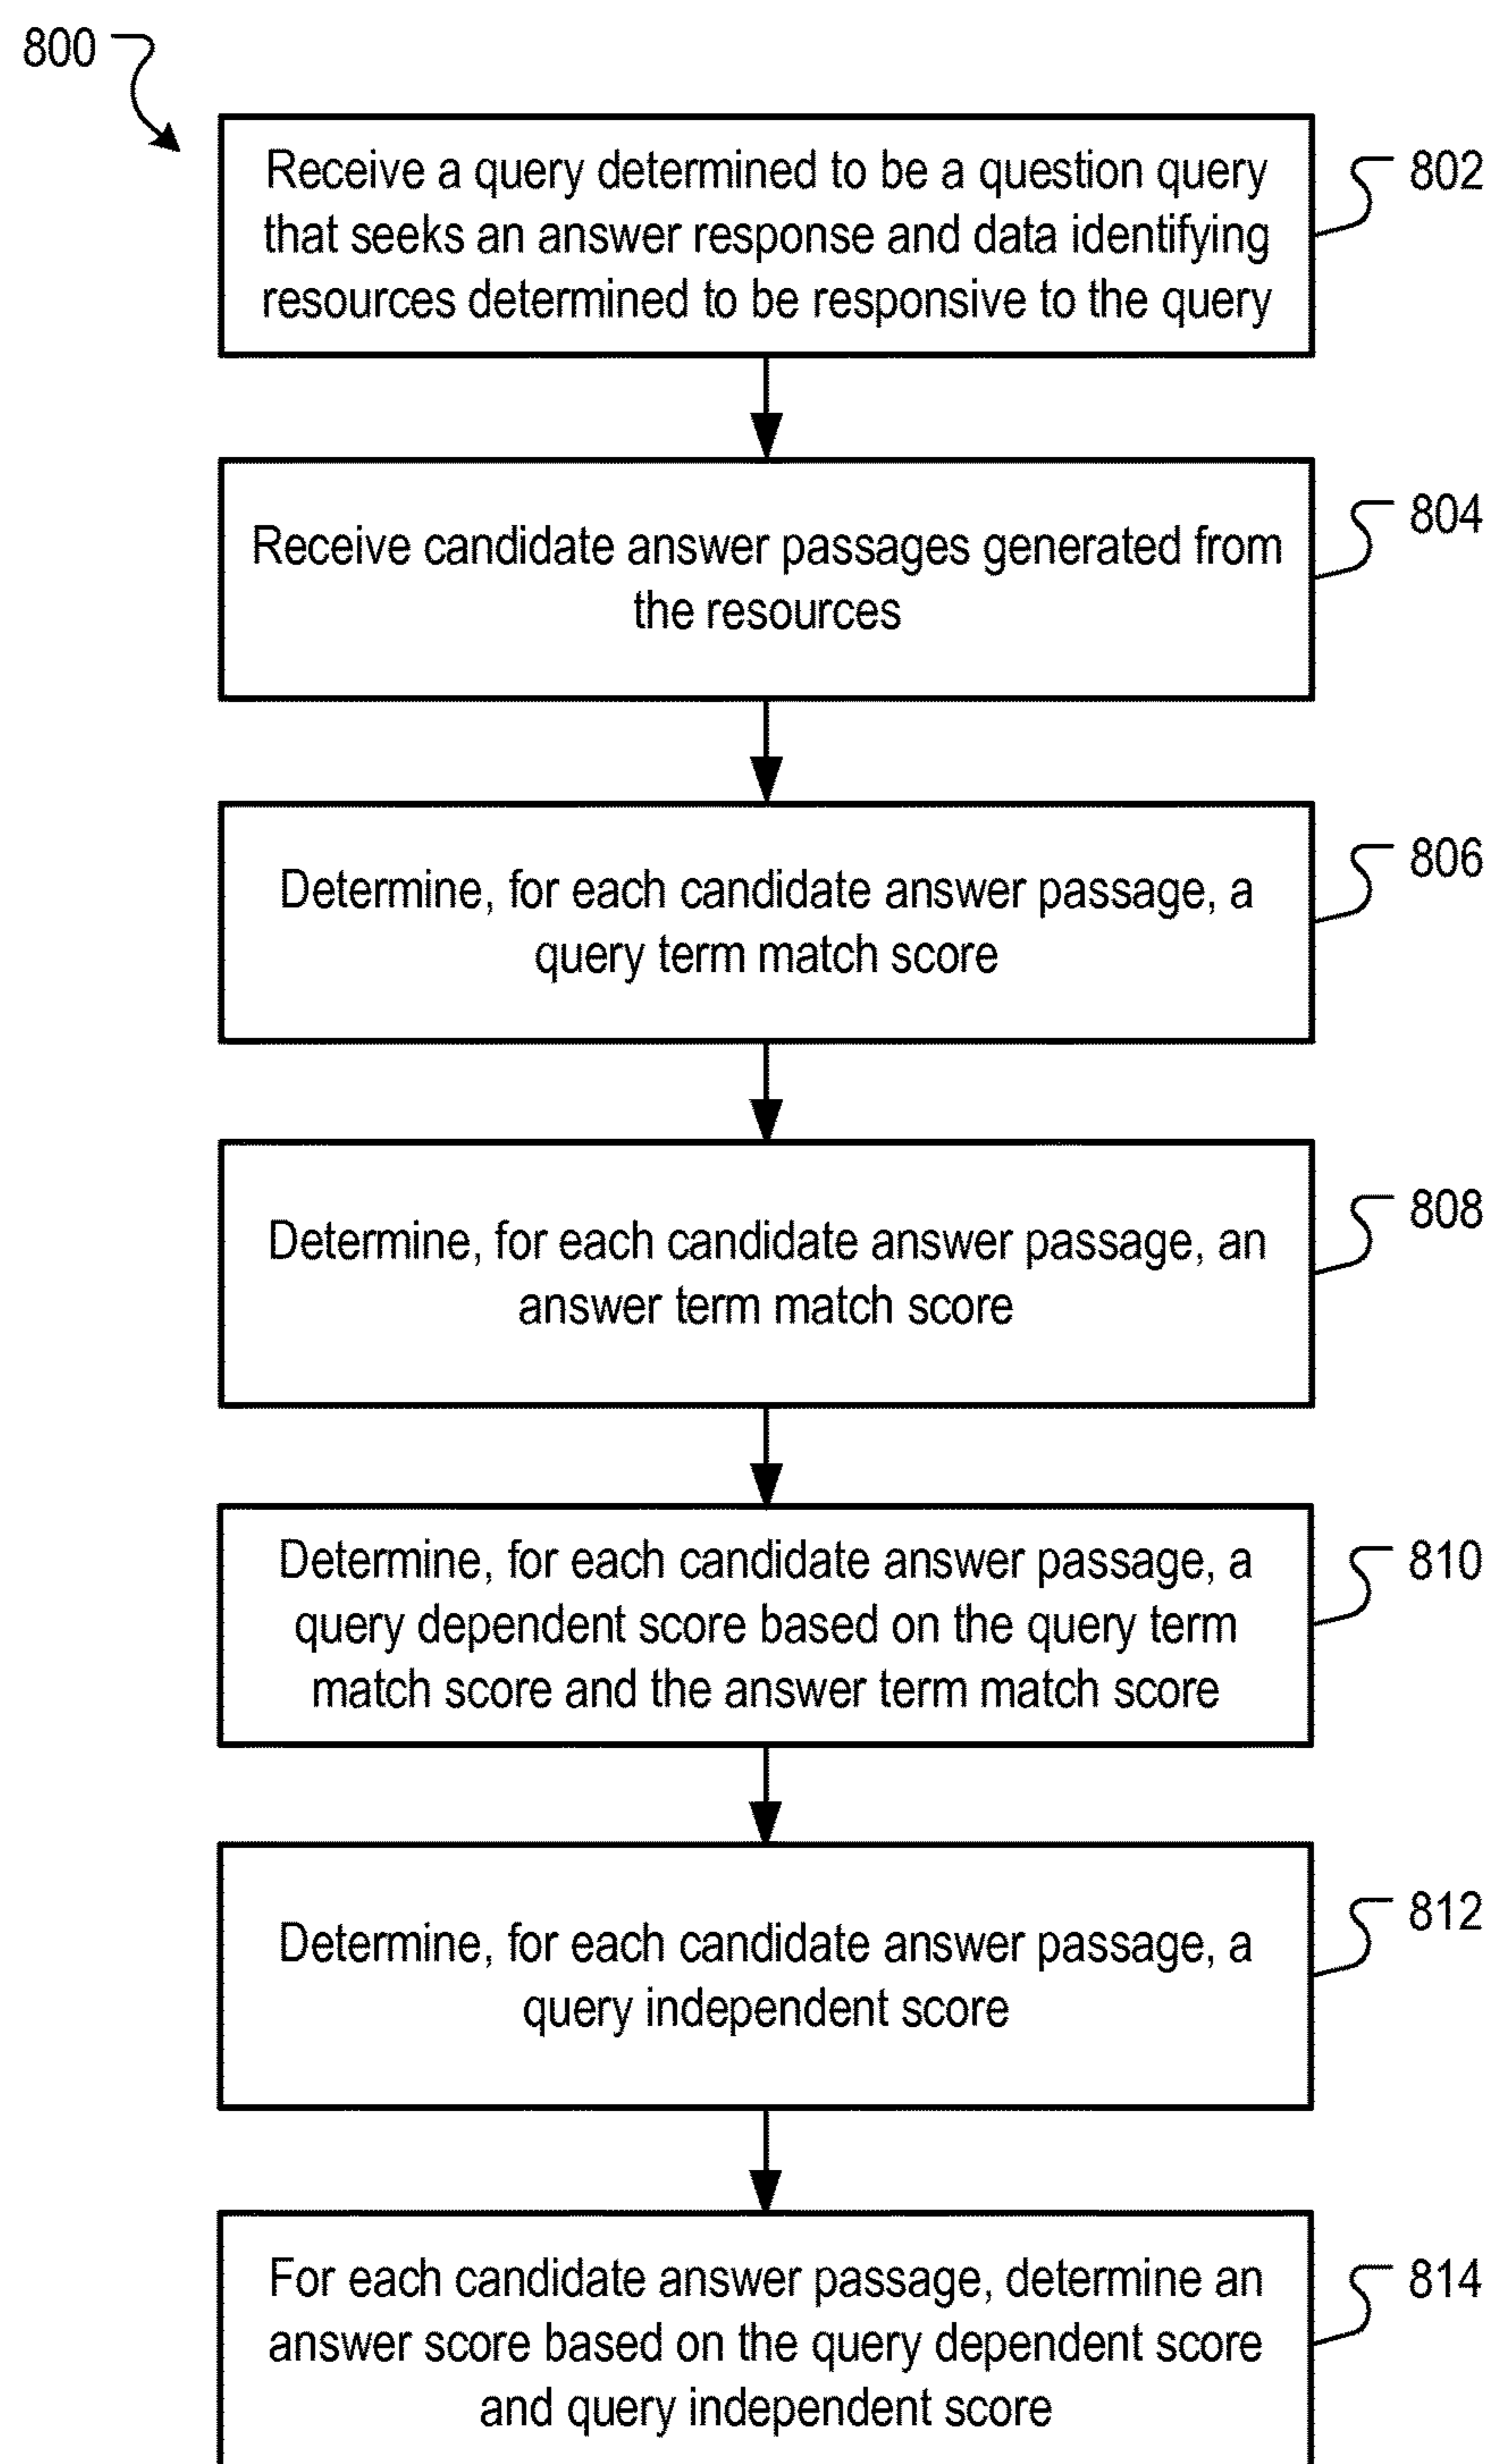 800
Receive a query determined to be a question query
that seeks an answer response and data identifying
resources determined to be responsive to the query
802
Receive candidate answer passages generated from
the resources
804
Determine, for each candidate answer passage, a
query term match score
806
Determine, for each candidate answer passage, an
answer term match score
808
Determine, for each candidate answer passage, a
query dependent score based on the query term
match score and the answer term match score
810
Determine, for each candidate answer passage, a
query independent score
812
For each candidate answer passage, determine an
answer score based on the query dependent score
and query independent score
814